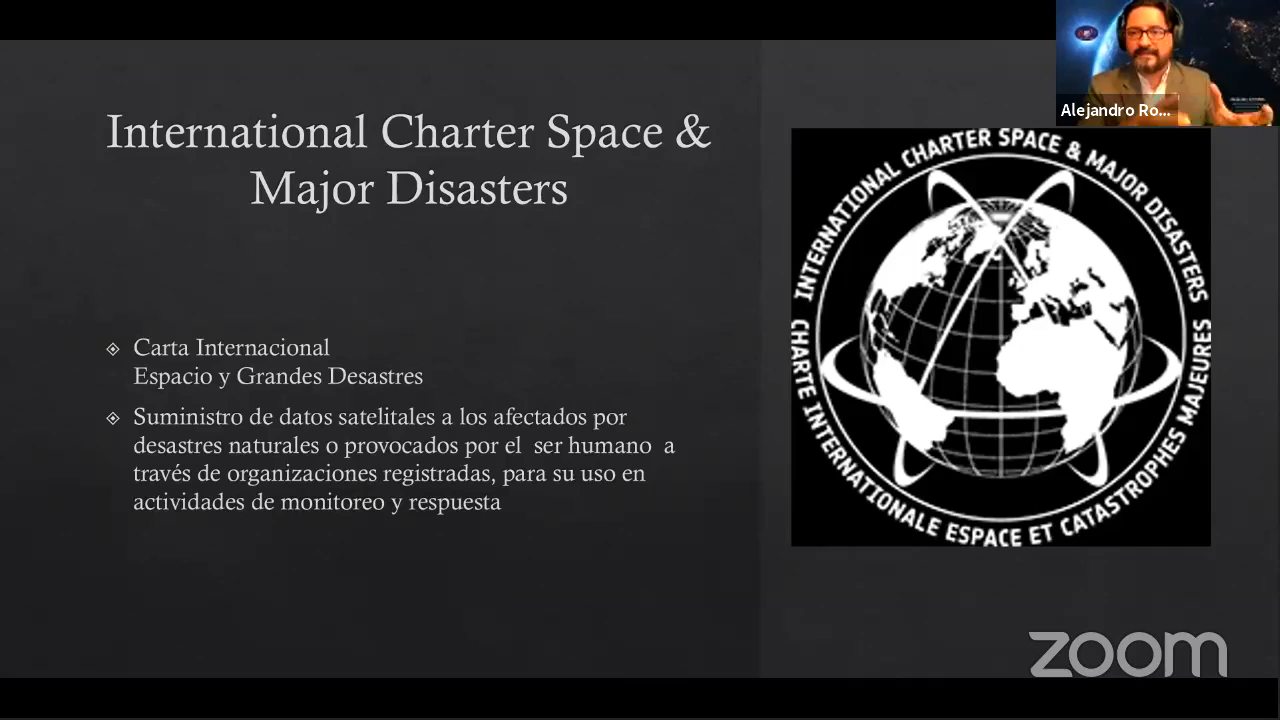 Alejandro Ro...
International Charter Space &
Major Disasters
Carta Internacional
Espacio y Grandes Desastres
Suministro de datos satelitales a los afectados por
desastres naturales o provocados por el ser humano a
través de organizaciones registradas, para su uso en
actividades de monitoreo y respuesta
INTERNATIONAL CHARTER SPACE & MAJOR DISASTERS
CHARTE INTERNATIONALE ESPACE ET CATASTROPHES MAJEURES
zoom